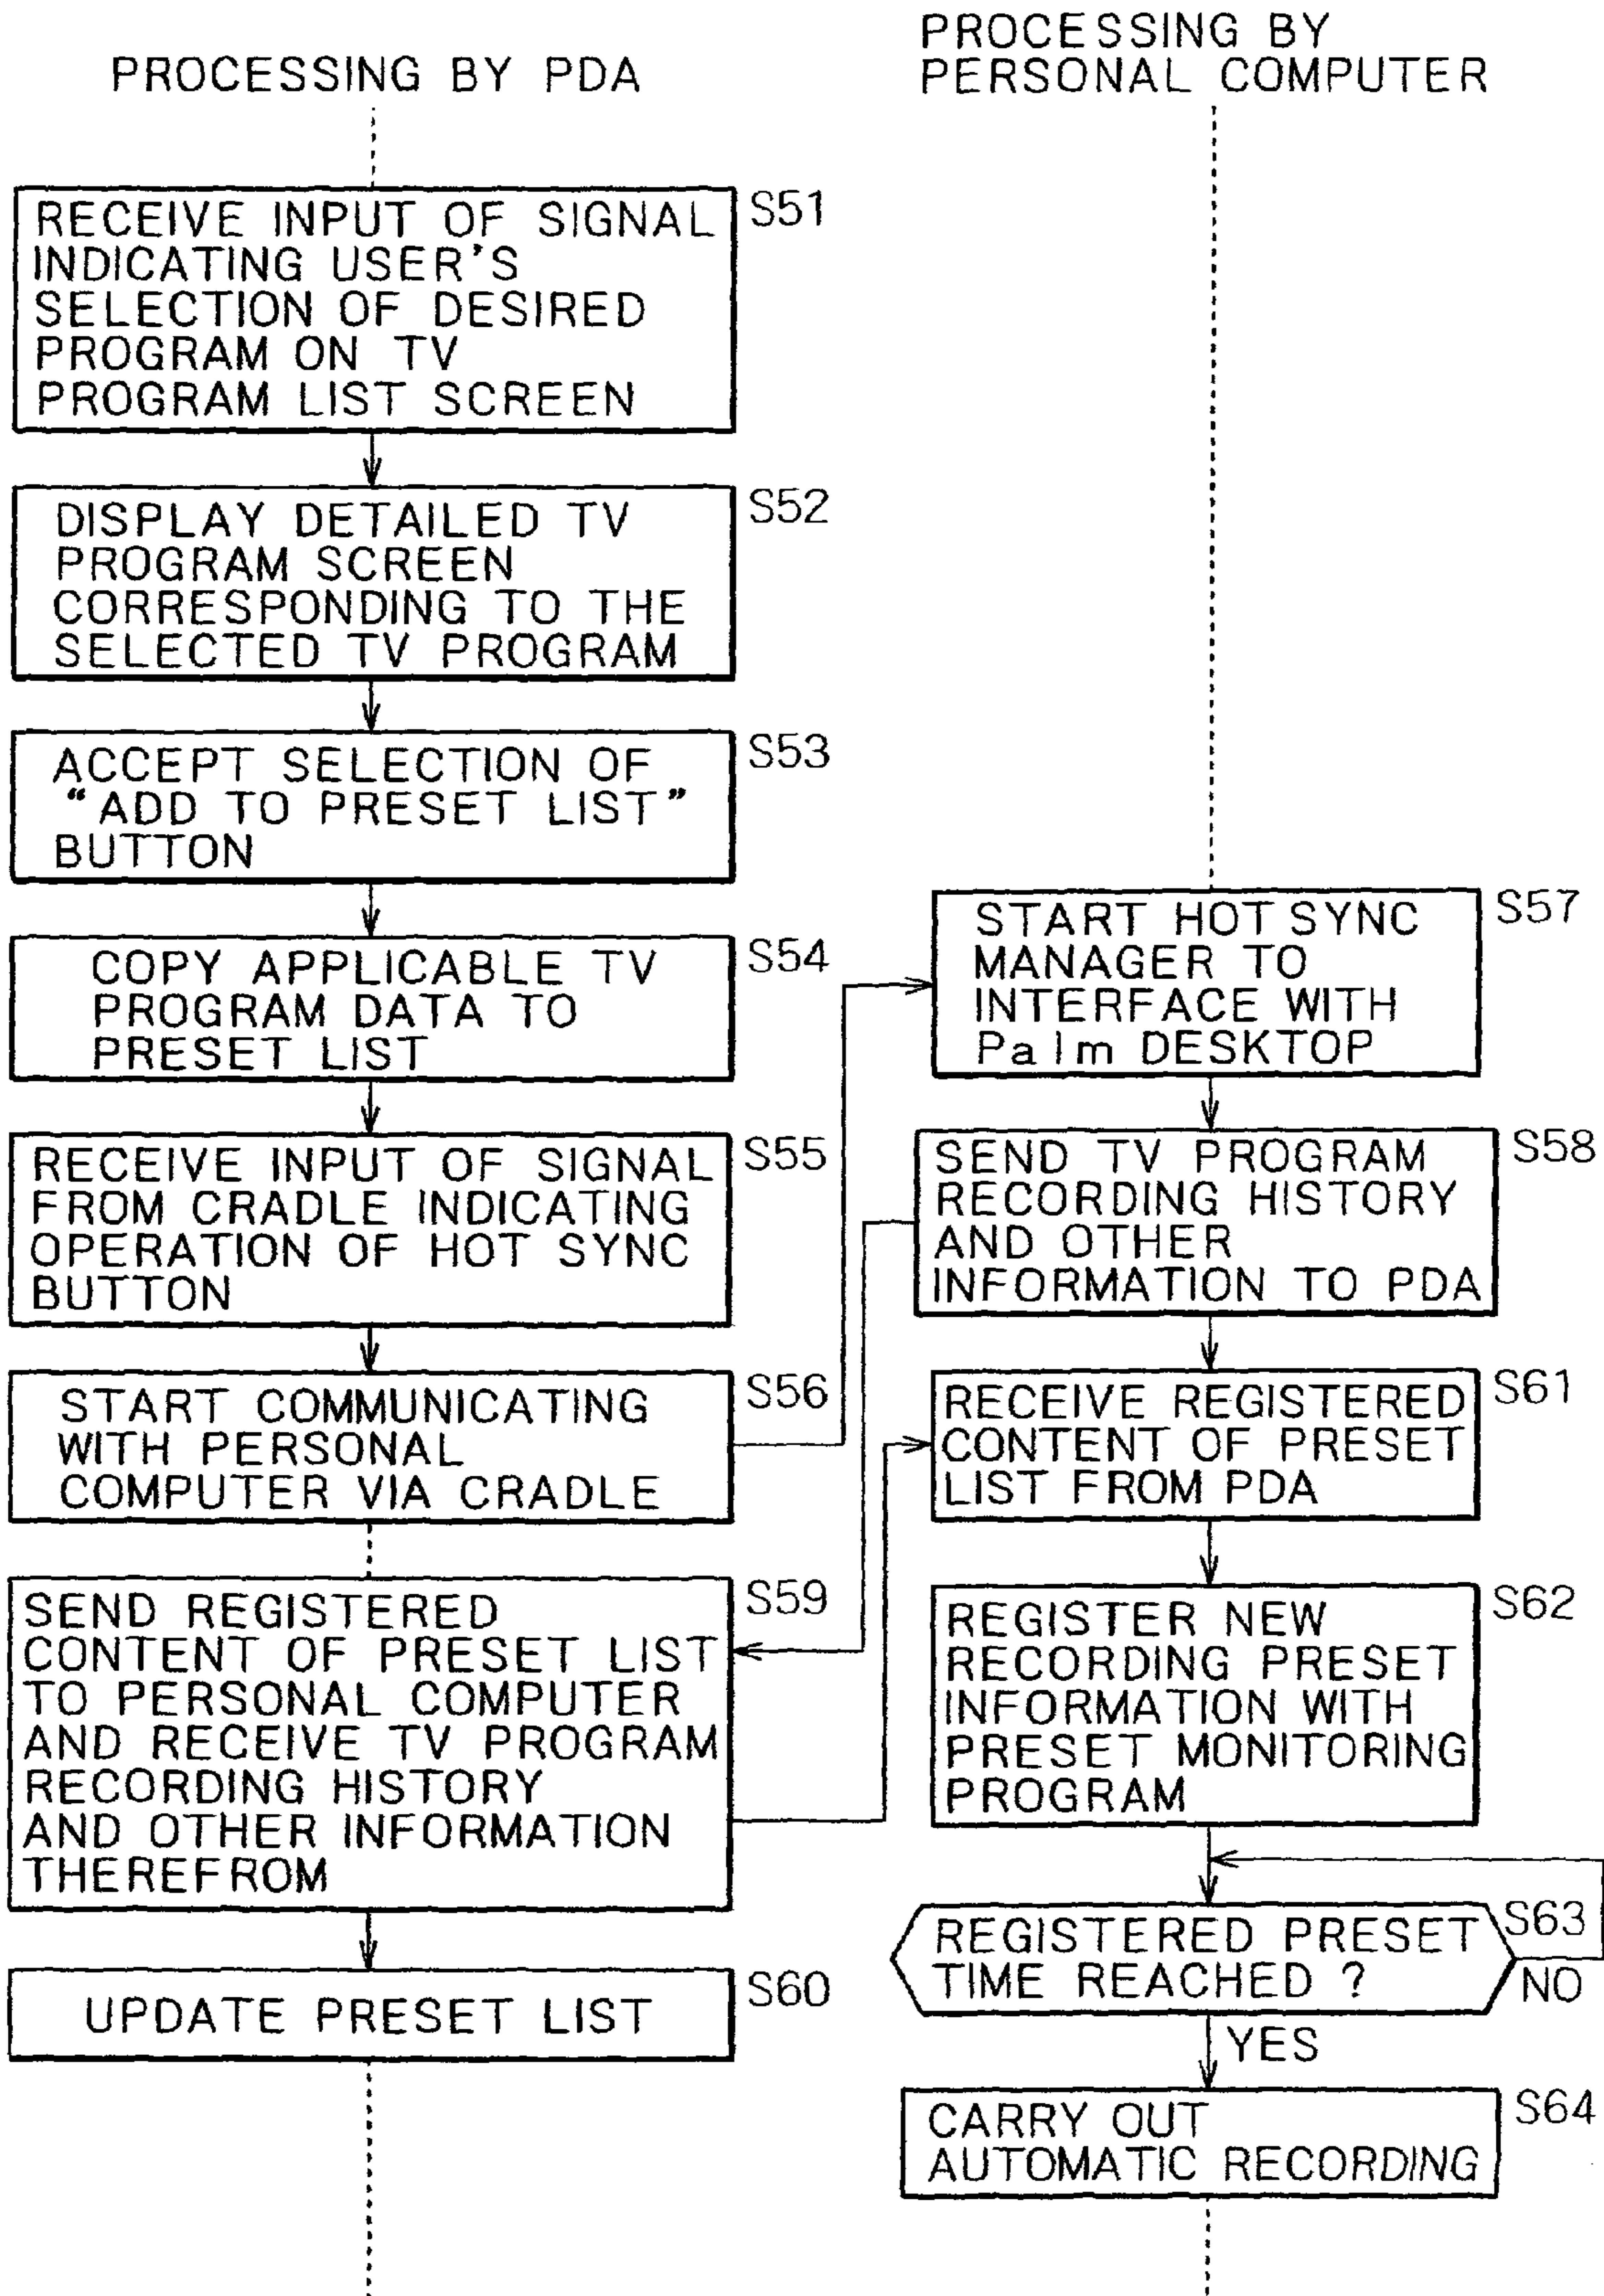 PROCESSING BY PDA
RECEIVE INPUT OF SIGNAL
INDICATING USER'S
SELECTION OF DESIRED
PROGRAM ON TV
PROGRAM LIST SCREEN
S51
DISPLAY DETAILED TV
PROGRAM SCREEN
CORRESPONDING TO THE
SELECTED TV PROGRAM
S52
ACCEPT SELECTION OF
“ADD TO PRESET LIST”
BUTTON
S53
COPY APPLICABLE TV
PROGRAM DATA TO
PRESET LIST
S54
RECEIVE INPUT OF SIGNAL
FROM CRADLE INDICATING
OPERATION OF HOT SYNC
BUTTON
S55
START COMMUNICATING
WITH PERSONAL
COMPUTER VIA CRADLE
S56
SEND REGISTERED
CONTENT OF PRESET LIST
TO PERSONAL COMPUTER
AND RECEIVE TV PROGRAM
RECORDING HISTORY
AND OTHER INFORMATION
THEREFROM
S59
UPDATE PRESET LIST
S60
PROCESSING BY
PERSONAL COMPUTER
START HOT SYNC
MANAGER TO
INTERFACE WITH
Palm DESKTOP
S57
SEND TV PROGRAM
RECORDING HISTORY
AND OTHER
INFORMATION TO PDA
S58
RECEIVE REGISTERED
CONTENT OF PRESET
LIST FROM PDA
S61
REGISTER NEW
RECORDING PRESET
INFORMATION WITH
PRESET MONITORING
PROGRAM
S62
REGISTERED PRESET
TIME REACHED ?
S63
NO
YES
CARRY OUT
AUTOMATIC RECORDING
S64